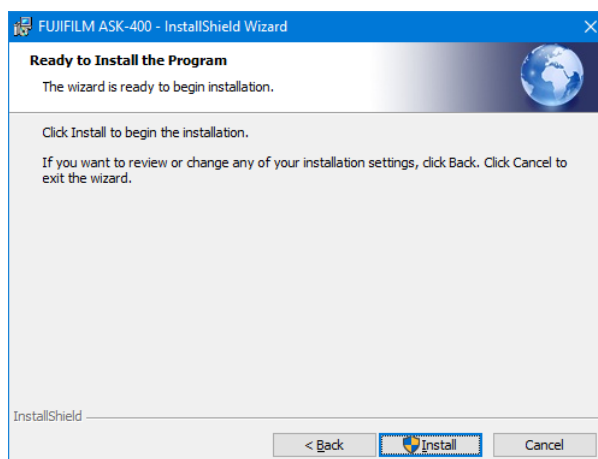 FUJIFILM ASK-400 - InstallShield Wizard
Ready to Install the Program
The wizard is ready to begin installation.
Click Install to begin the installation.
If you want to review or change any of your installation settings, click Back. Click Cancel to
exit the wizard.
InstallShield
< Back
Install
Cancel